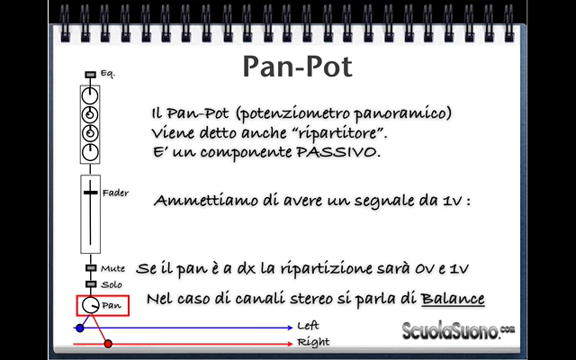 Pan-Pot
Eq.
Il Pan-Pot (potenziometro panoramico)
Viene detto anche "ripartitore".
E' un componente PASSIVO.
Fader
Ammettiamo di avere un segnale da 1v :
Mute
Se il pan è a dx la ripartizione sarà 0v e 1v
Solo
Pan
Nel caso di canali stereo si parla di Balance
Left
Right
ScuolaSuono.com